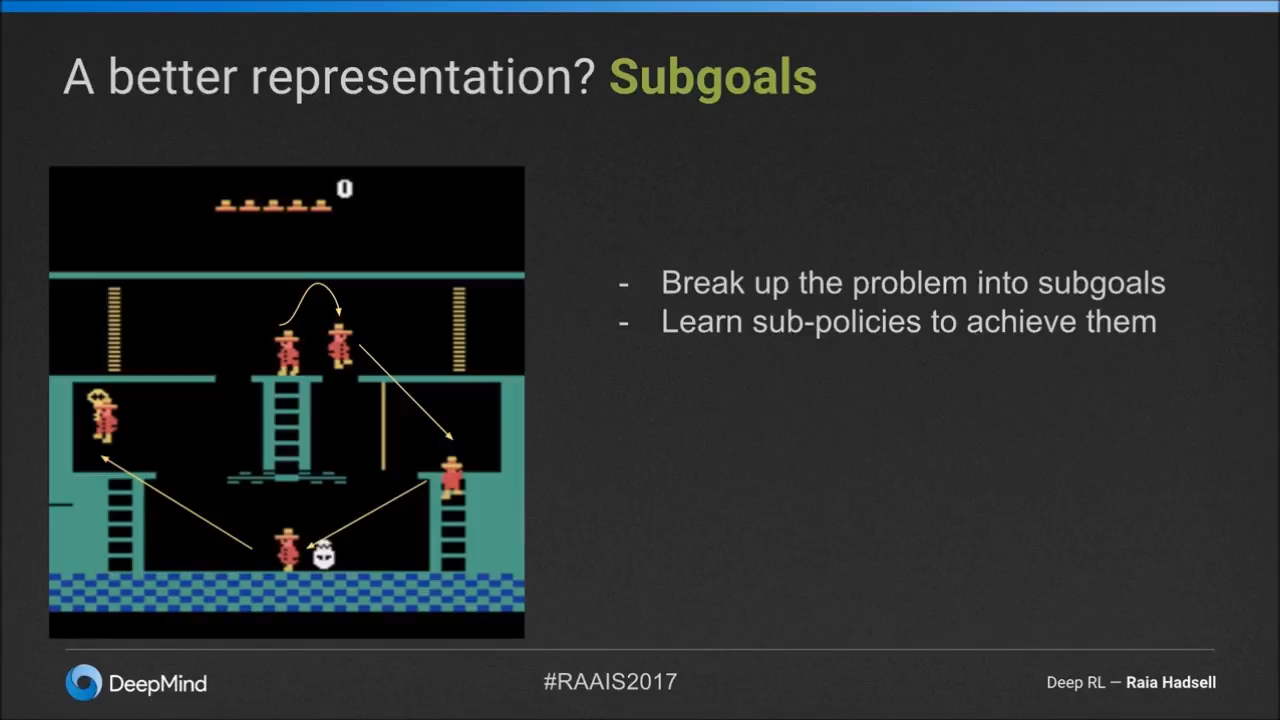 A better representation? Subgoals
0
- Break up the problem into subgoals
- Learn sub-policies to achieve them
DeepMind
#RAAIS2017
Deep RL — Raia Hadsell